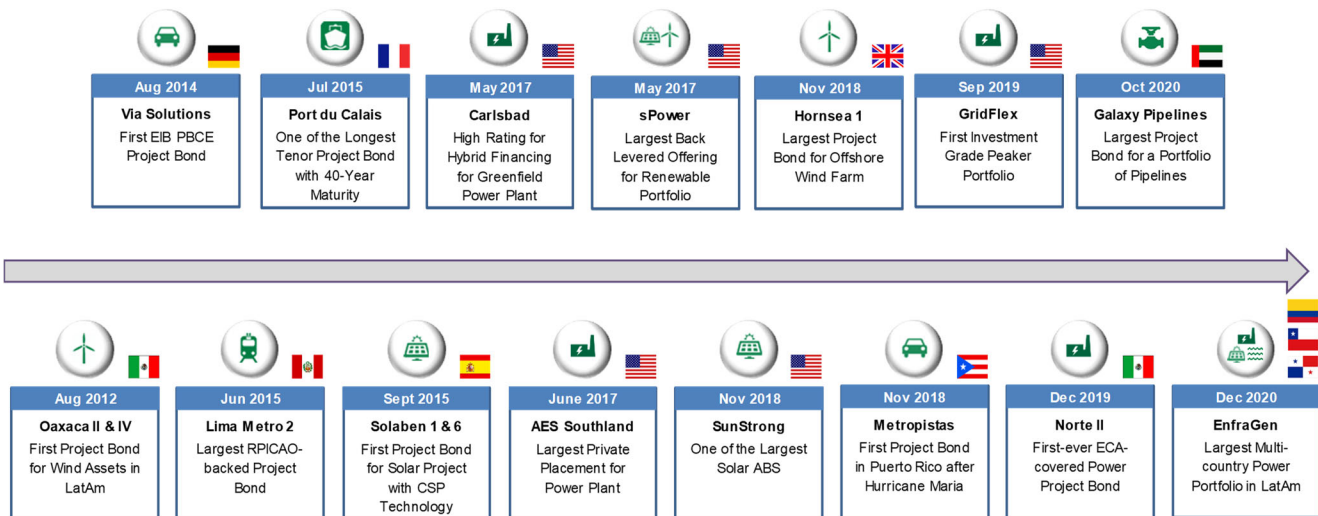 Aug 2014
Via Solutions
First EIB PBCE
Project Bond
Jul 2015
Port du Calais
One of the Longest
Tenor Project Bond
with 40-Year
Maturity
May 2017
Carlsbad
High Rating for
Hybrid Financing
for Greenfield
Power Plant
May 2017
sPower
Largest Back
Levered Offering
for Renewable
Portfolio
Nov 2018
Hornsea 1
Largest Project
Bond for Offshore
Wind Farm
Sep 2019
GridFlex
First Investment
Grade Peaker
Portfolio
Oct 2020
Galaxy Pipelines
Largest Project
Bond for a Portfolio
of Pipelines
Aug 2012
Oaxaca II & IV
First Project Bond
for Wind Assets in
LatAm
Jun 2015
Lima Metro 2
Largest RPICAO-
backed Project
Bond
Sept 2015
Solaben 1 & 6
First Project Bond
for Solar Project
with CSP
Technology
June 2017
AES Southland
Largest Private
Placement for
Power Plant
Nov 2018
SunStrong
One of the Largest
Solar ABS
Nov 2018
Metropistas
First Project Bond
in Puerto Rico after
Hurricane Maria
Dec 2019
Norte II
First-ever ECA-
covered Power
Project Bond
Dec 2020
EnfraGen
Largest Multi-
country Power
Portfolio in LatAm